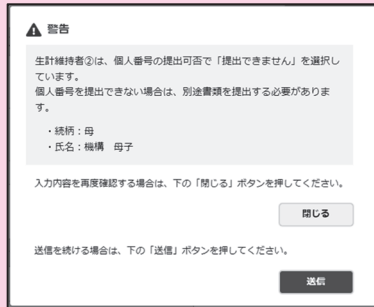 警告
生計維持者②は、個人番号の提出可否で「提出できません」を選択し
ています。
個人番号を提出できない場合は、別途書類を提出する必要がありま
す。
・続柄：母
・氏名：機構　母子
入力内容を再度確認する場合は、下の「閉じる」ボタンを押してください。
閉じる
送信を続ける場合は、下の「送信」ボタンを押してください。
送信